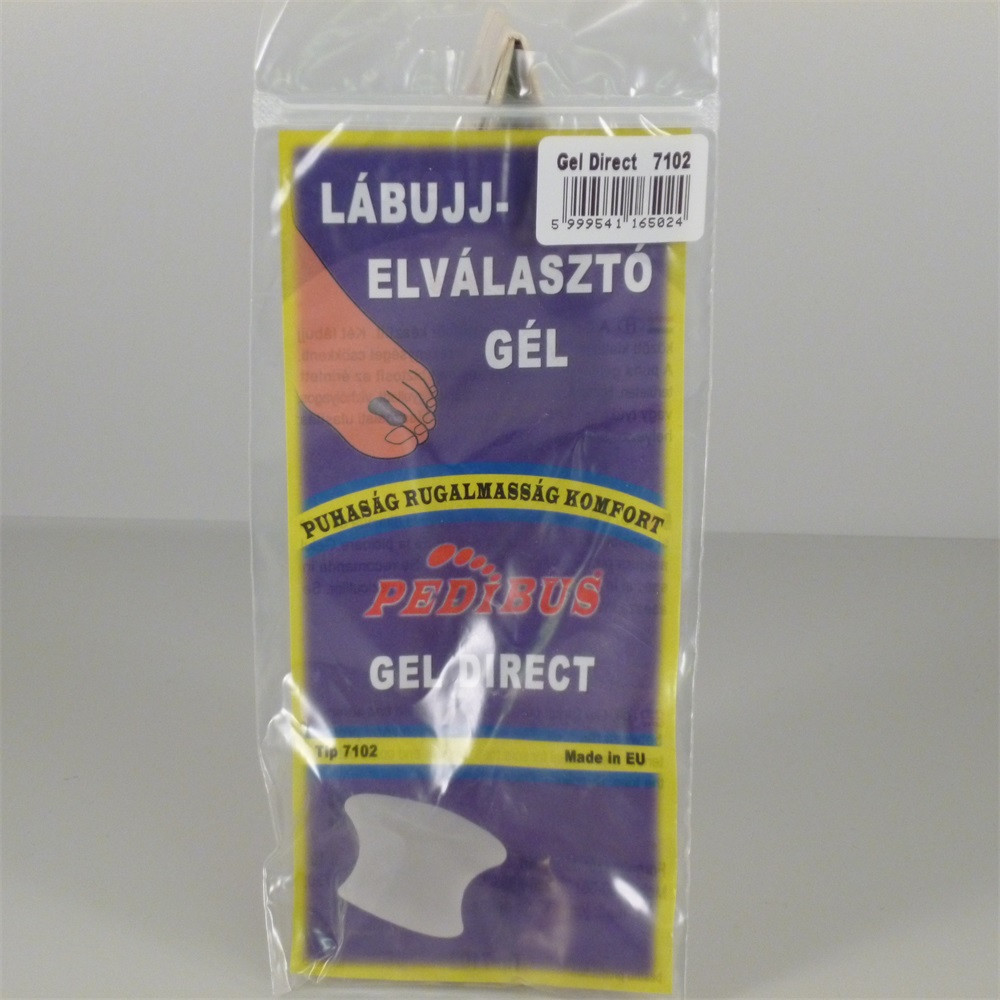 Gel Direct 7102
5 999541 165024
LÁBUJJ-
ELVÁLASZTÓ
GÉL
PUHASÁG RUGALMASSÁG KOMFORT
PEDIBUS
GEL DIRECT
Tip 7102 Made in EU